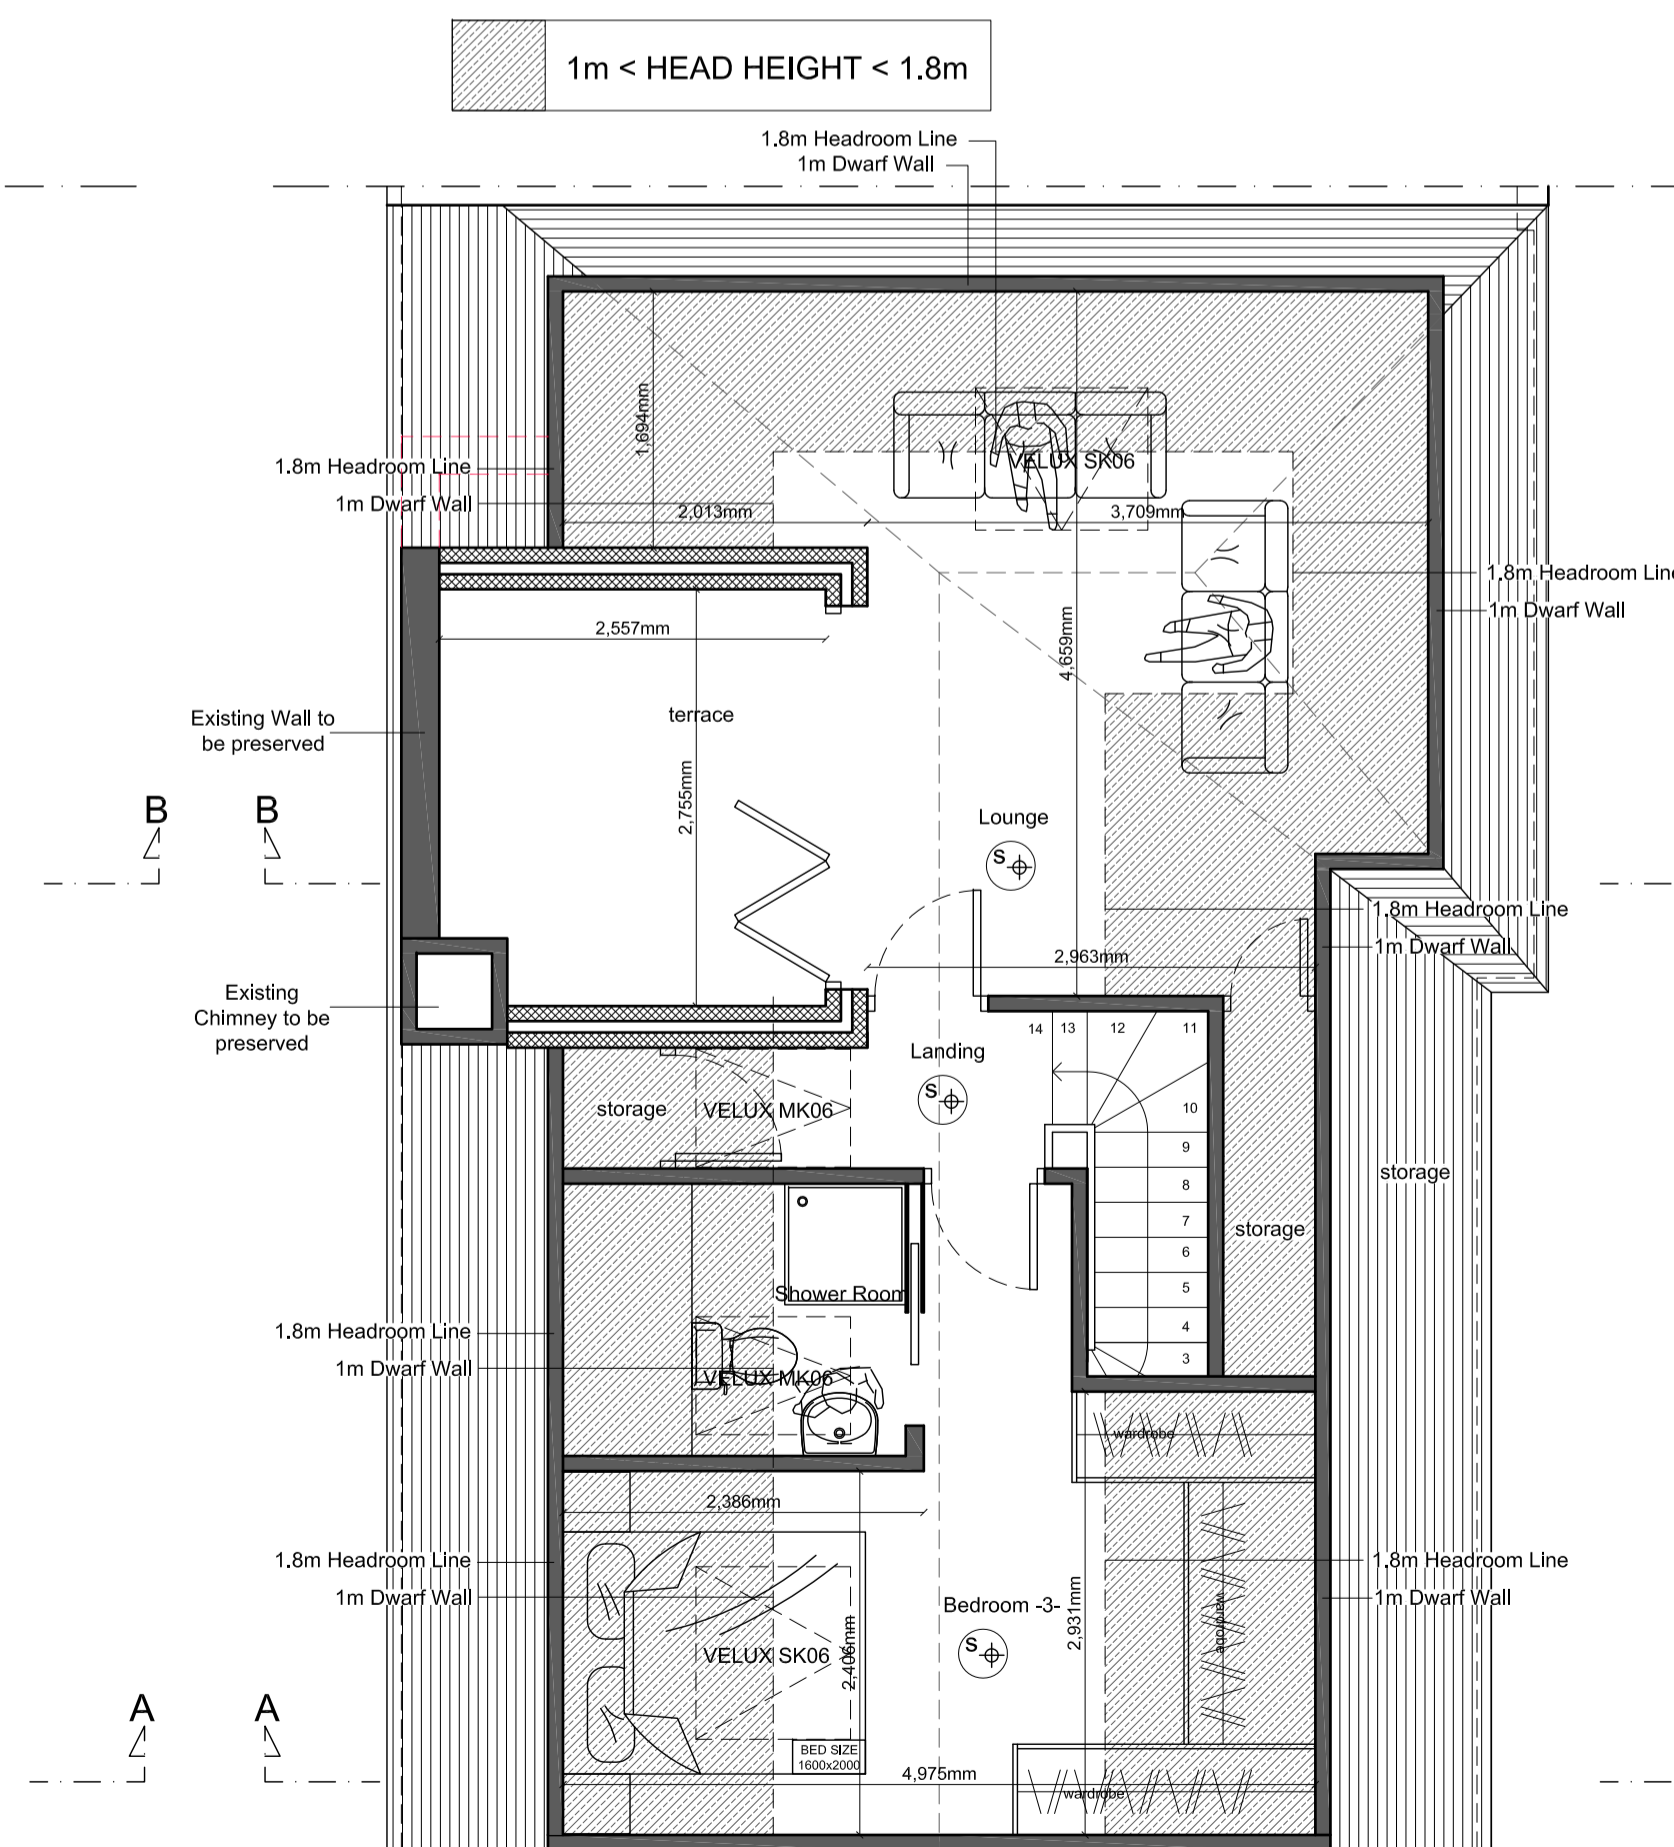 1m < HEAD HEIGHT < 1.8m
1.8m Headroom Line
1m Dwarf Wall
1,694mm
1.8m Headroom Line
1m Dwarf Wall
VELUX SK06
2,013mm
3,709mm
1.8m Headroom Line
1m Dwarf Wall
2,557mm
4,659mm
terrace
Existing Wall to
be preserved
2,755mm
B
B
Lounge
S
1.8m Headroom Line
1m Dwarf Wall
2,963mm
Existing
Chimney to be
preserved
14
13
12
11
Landing
S
storage
VELUX MK06
10
9
8
7
6
5
4
3
storage
storage
Shower Room
1.8m Headroom Line
1m Dwarf Wall
VELUX MK06
wardrobe
2,386mm
1.8m Headroom Line
1m Dwarf Wall
Bedroom -3-
S
2,931mm
wardrobe
1.8m Headroom Line
1m Dwarf Wall
VELUX SK06
2,406mm
A
A
BED SIZE
1600x2000
4,975mm
wardrobe